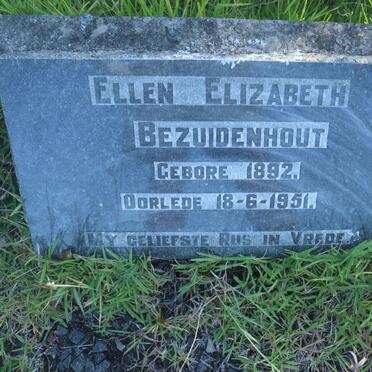 ELLEN ELIZABETH
BEZUIDENHOUT
GEBORE 1892.
OORLEDE 18-6-1951.
MY GELIEFSTE RUS IN VREDE